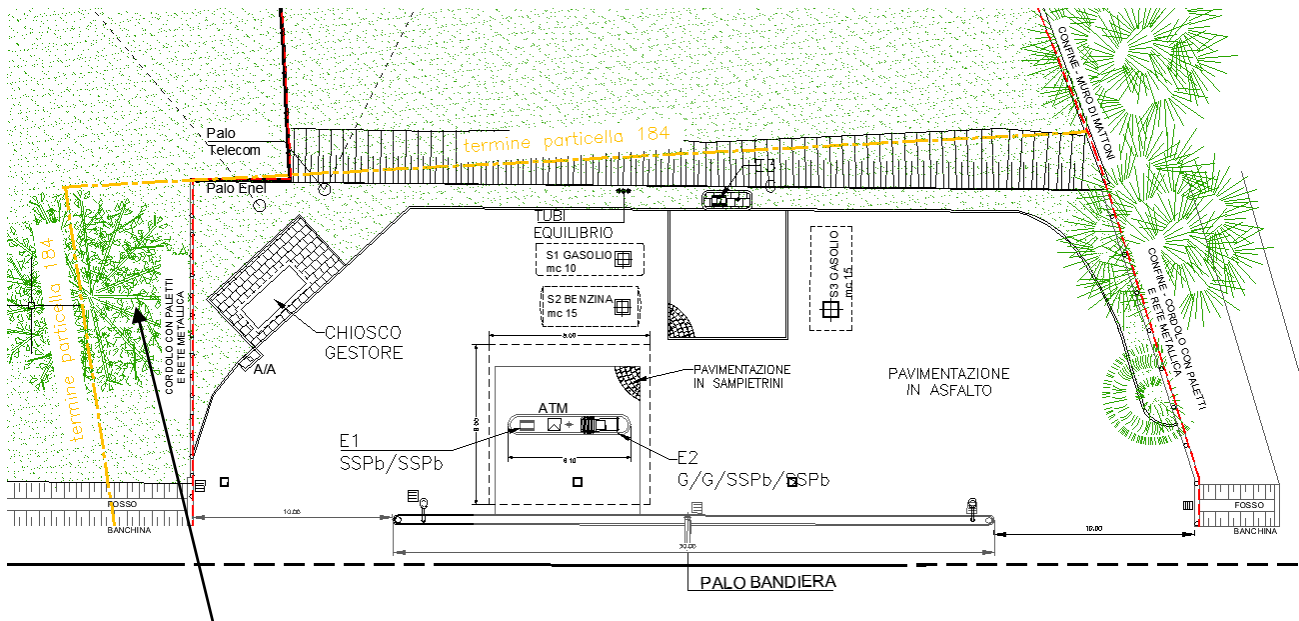 CONFINE - MURO DI MATTONI
Palo
Telecom
termine particella 184
Palo Enel
TUBI
EQUILIBRIO
S1 GASOLIO
mc 10
S2 BENZINA
mc 15
S3 GASOLIO
mc 15
termine particella 184
CORDOLO CON PALETTI
E RETE METALLICA
CHIOSCO
GESTORE
A/A
CONFINE - CORDOLO CON PALETTI
E RETE METALLICA
PAVIMENTAZIONE
IN SAMPIETRINI
PAVIMENTAZIONE
IN ASFALTO
ATM
E1
SSPb/SSPb
E2
G/G/SSPb/SSPb
FOSSO
BANCHINA
FOSSO
BANCHINA
10.00
10.00
PALO BANDIERA